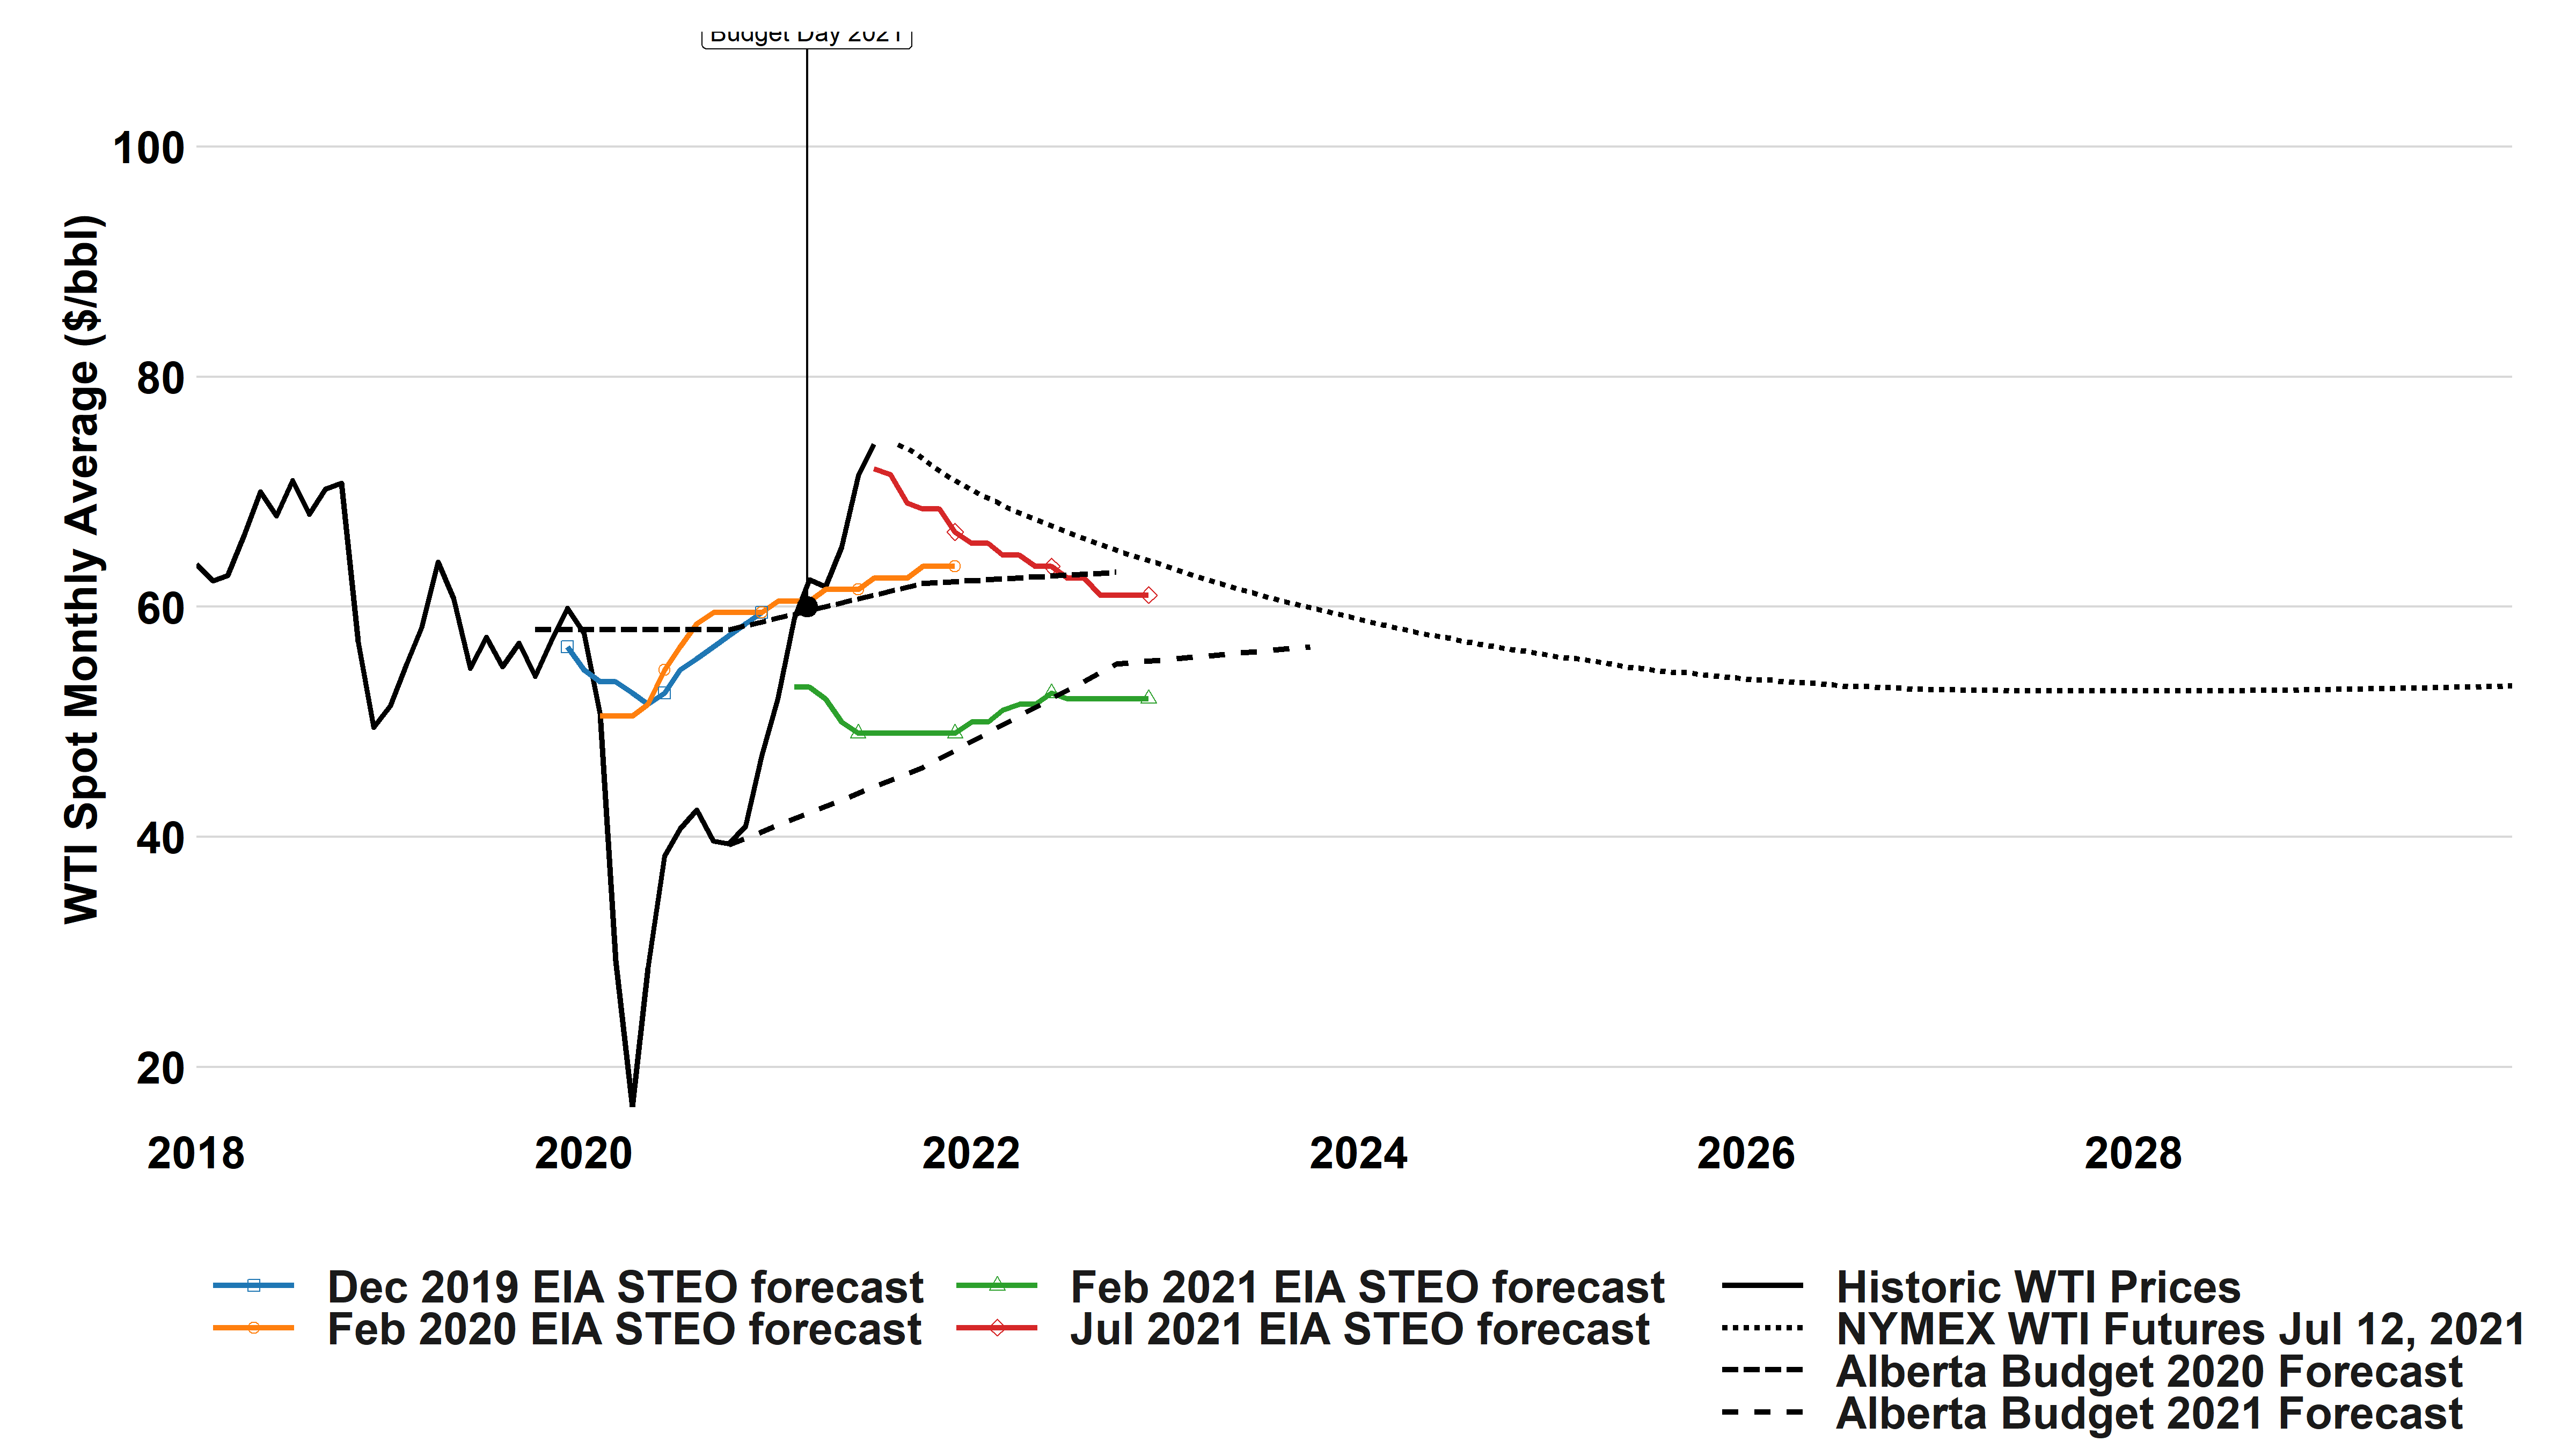 Budget Day 2021
WTI Spot Monthly Average ($/bbl)
100
80
60
40
20
2018 2020 2022 2024 2026 2028
Dec 2019 EIA STEO forecast
Feb 2020 EIA STEO forecast
Feb 2021 EIA STEO forecast
Jul 2021 EIA STEO forecast
Historic WTI Prices
NYMEX WTI Futures Jul 12, 2021
Alberta Budget 2020 Forecast
Alberta Budget 2021 Forecast